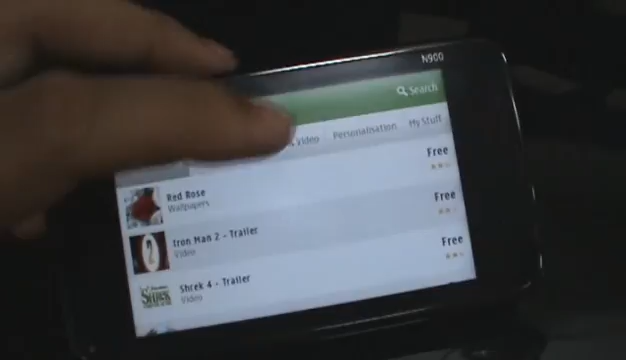 N900
Search
Video Personalisation My Stuff
Red Rose Free
Wallpapers
Iron Man 2 - Trailer Free
Video
Shrek 4 - Trailer Free
Video